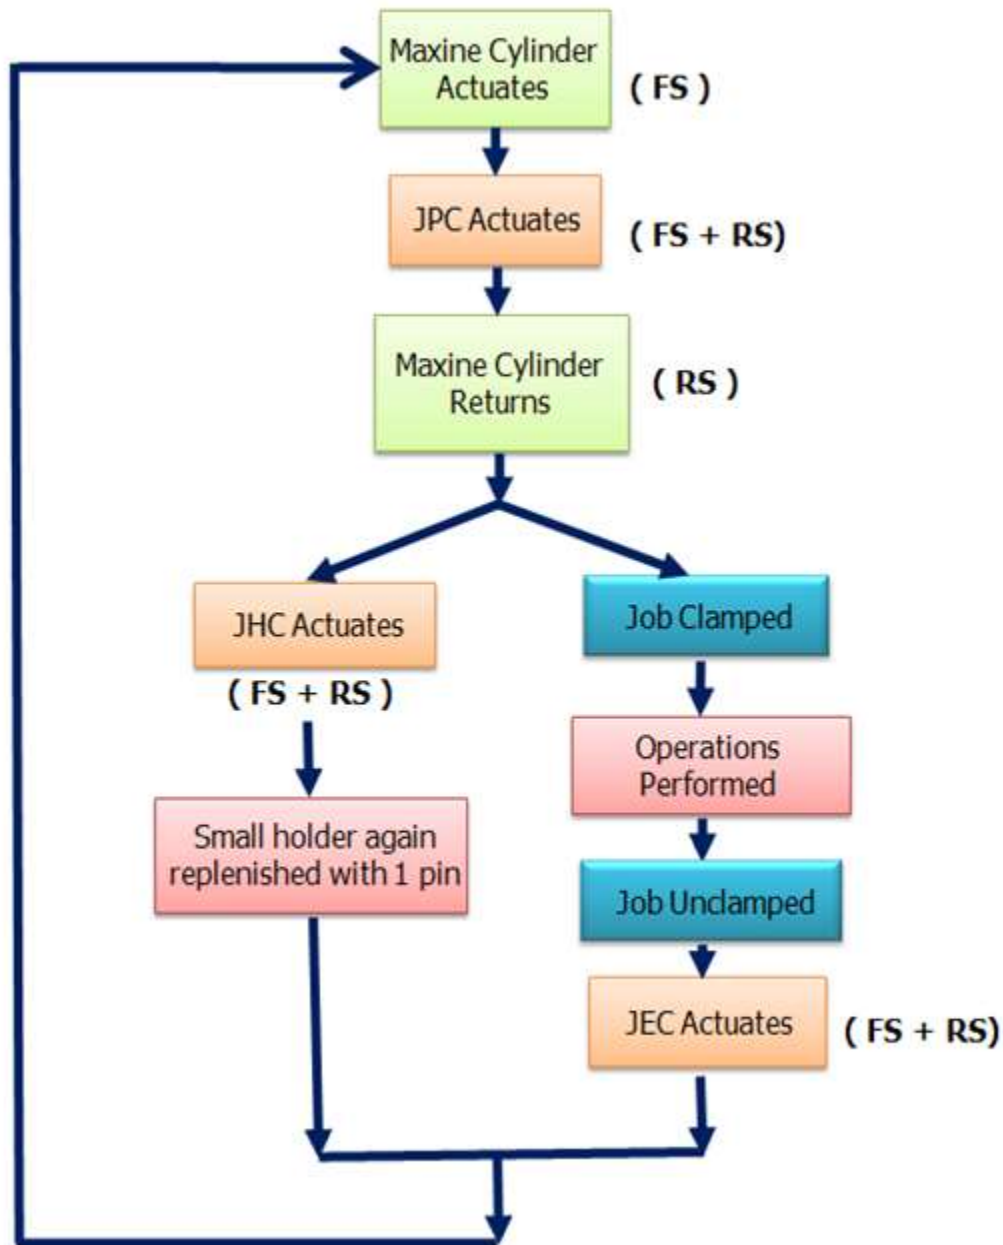 Maxine Cylinder
Actuates
( FS )
JPC Actuates
( FS + RS)
Maxine Cylinder
Returns
( RS )
JHC Actuates
( FS + RS )
Small holder again
replenished with 1 pin
Job Clamped
Operations
Performed
Job Unclamped
JEC Actuates
( FS + RS)